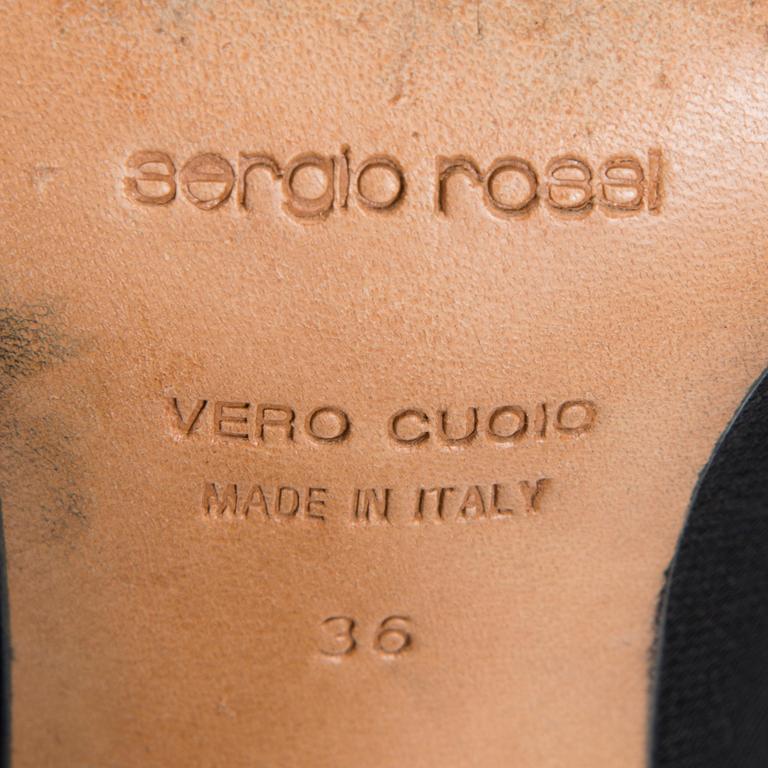 sergio rossi
VERO CUOIO
MADE IN ITALY
36